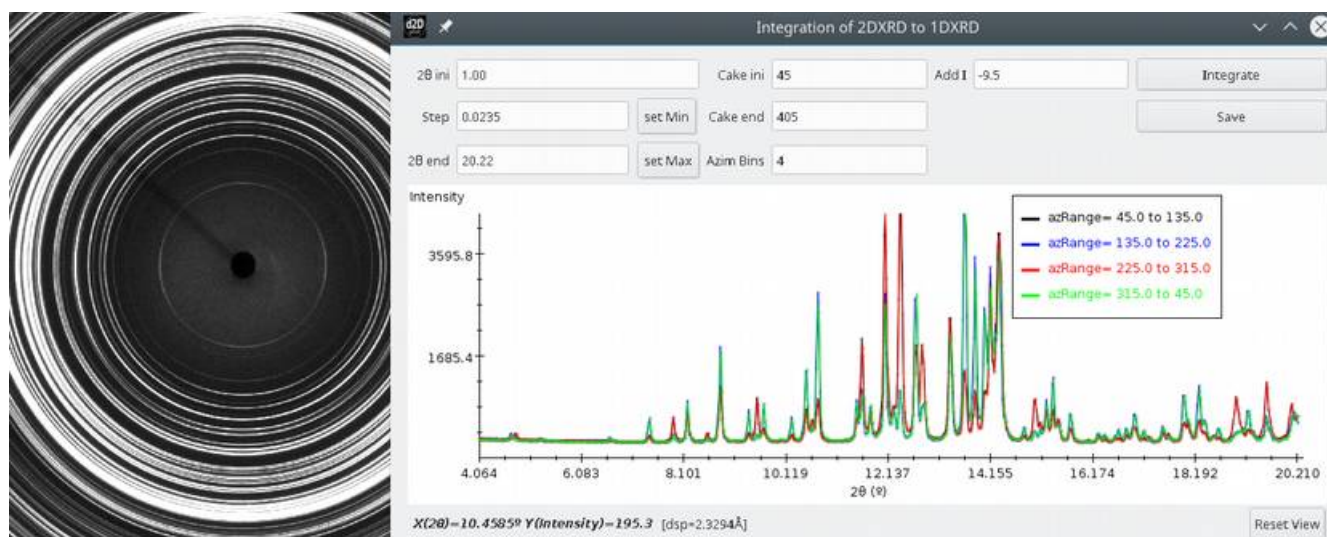 d2D
Integration of 2DXRD to 1DXRD
2θ ini 1.00 Cake ini 45 Add I -9.5 Integrate
Step 0.0235 set Min Cake end 405 Save
2θ end 20.22 set Max Azim Bins 4
Intensity
azRange= 45.0 to 135.0
azRange= 135.0 to 225.0
3595.8
azRange= 225.0 to 315.0
azRange= 315.0 to 45.0
1685.4
4.064 6.083 8.101 10.119 12.137 14.155 16.174 18.192 20.210
2θ (º)
X(2θ)=10.4585º Y(Intensity)=195.3 [dsp=2.3294Å]
Reset View